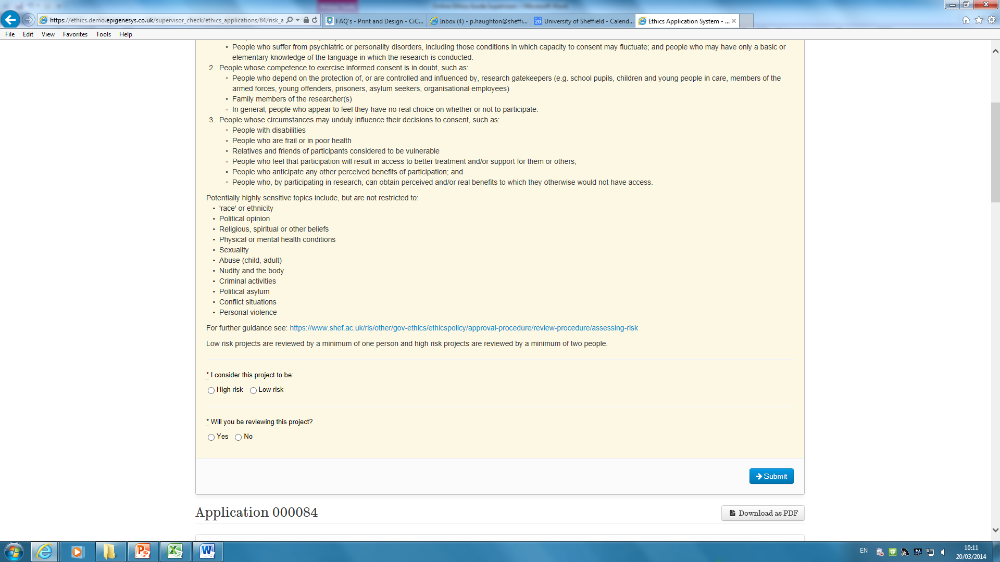 https://ethics.demo.epigenesys.co.uk/supervisor_check/ethics_applications/84/risk_a
FAQ's - Print and Design - CiC...
Inbox (4) - p.haughton@sheffi...
20 University of Sheffield - Calend...
Ethics Application System - ...
File Edit View Favorites Tools Help
People who suffer from psychiatric or personality disorders, including those conditions in which capacity to consent may fluctuate; and people who may have only a basic or
elementary knowledge of the language in which the research is conducted.
2. People whose competence to exercise informed consent is in doubt, such as:
People who depend on the protection of, or are controlled and influenced by, research gatekeepers (e.g. school pupils, children and young people in care, members of the
armed forces, young offenders, prisoners, asylum seekers, organisational employees)
Family members of the researcher(s)
In general, people who appear to feel they have no real choice on whether or not to participate.
3. People whose circumstances may unduly influence their decisions to consent, such as:
People with disabilities
People who are frail or in poor health
Relatives and friends of participants considered to be vulnerable
People who feel that participation will result in access to better treatment and/or support for them or others;
People who anticipate any other perceived benefits of participation; and
People who, by participating in research, can obtain perceived and/or real benefits to which they otherwise would not have access.
Potentially highly sensitive topics include, but are not restricted to:
• 'race' or ethnicity
• Political opinion
• Religious, spiritual or other beliefs
• Physical or mental health conditions
• Sexuality
• Abuse (child, adult)
• Nudity and the body
• Criminal activities
• Political asylum
• Conflict situations
• Personal violence
For further guidance see: https://www.shef.ac.uk/ris/other/gov-ethics/ethicspolicy/approval-procedure/review-procedure/assessing-risk
Low risk projects are reviewed by a minimum of one person and high risk projects are reviewed by a minimum of two people.
* I consider this project to be:
High risk Low risk
* Will you be reviewing this project?
Yes No
Submit
Application 000084
Download as PDF
EN
10:11
20/03/2014